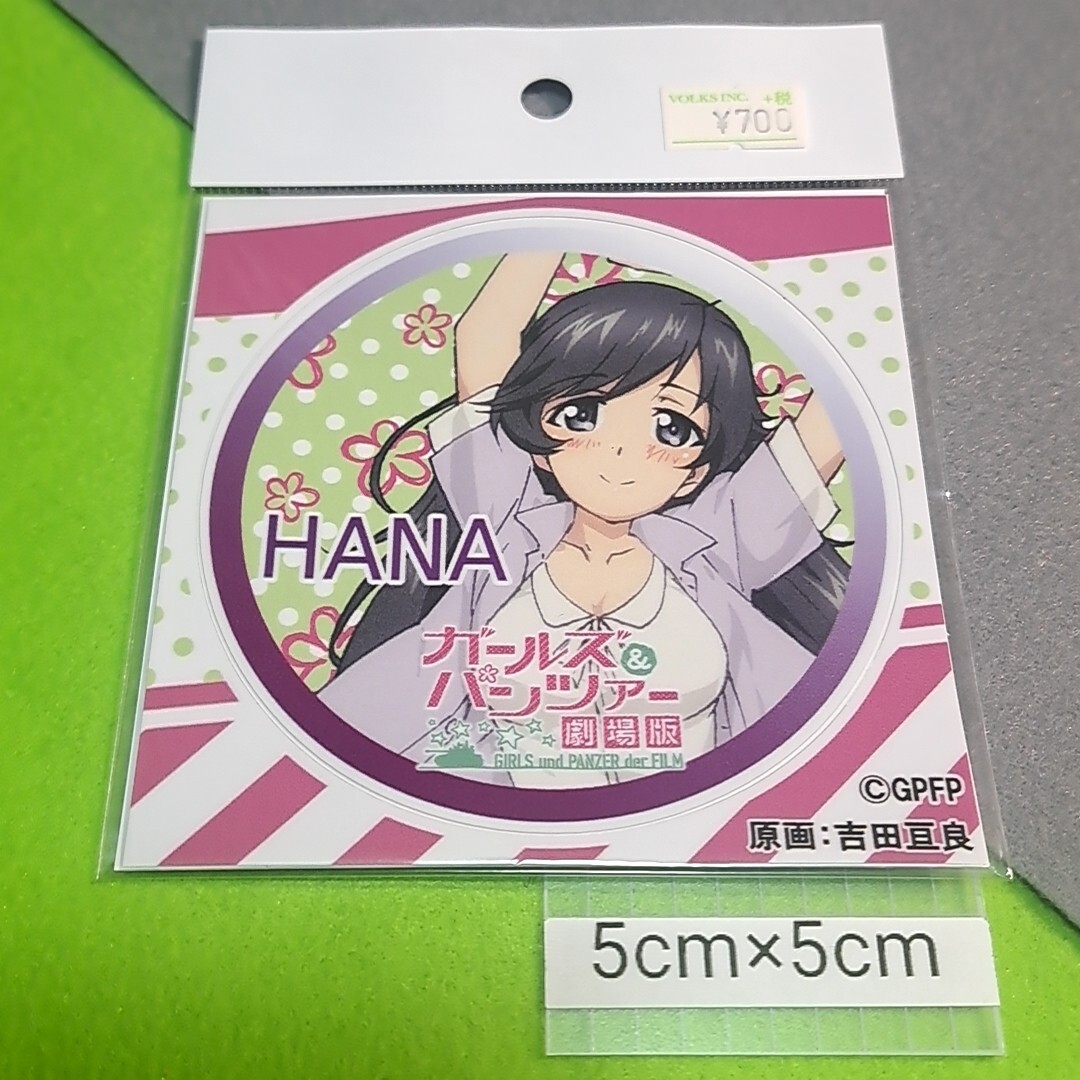 VOLKS INC. +税
¥700
HANA
ガールズ&
パンツァー
劇場版
GIRLS und PANZER der FILM
©GPFP
原画：吉田亘良
5cm×5cm